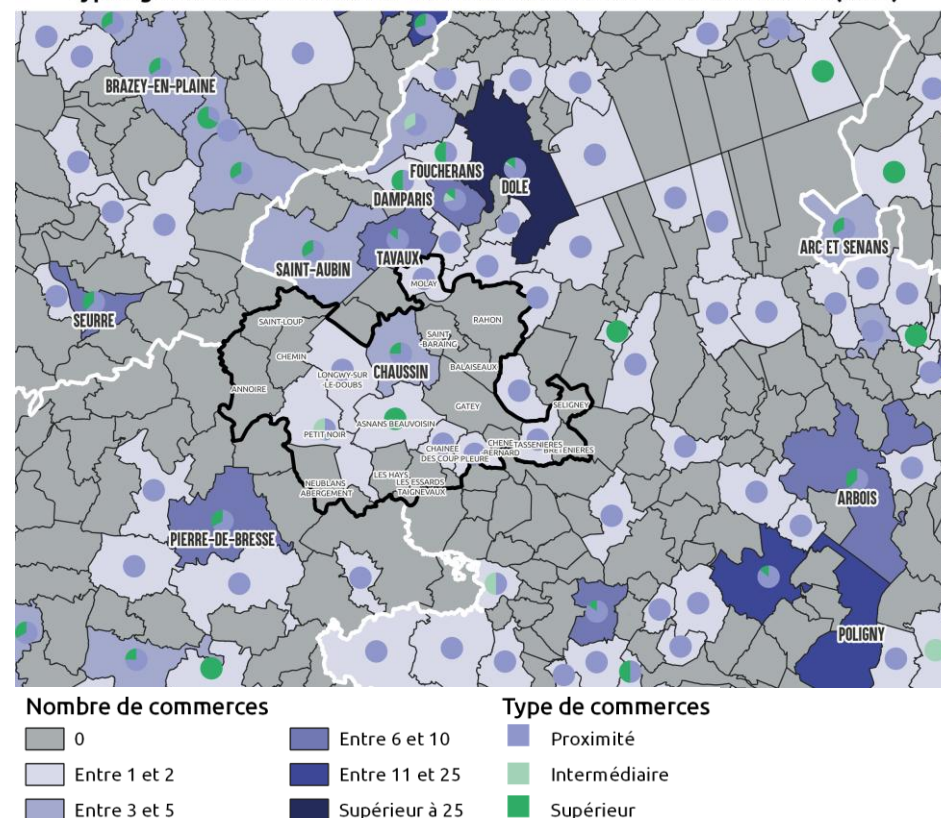 BRAZEY-EN-PLAINE
FOUCHERANS
DOLE
DAMPARIS
ARC ET SENANS
TAVAUX
SAINT-AUBIN
MOLAY
SEURRE
SAINT-LOUP
RAHON
SAINT
-BARAING
CHEMIN
CHAUSSIN
BALAISEAUX
LONGWY-SUR
-LE-DOUBS
ANNOIRE
GATEY
SELIGNEY
ASNANS BEAUVOISIN
PETIT NOIR
CHAINÉE
DES COUP
PLEURE
CHENE
BERNARD
TASSENIERES
BRETENIERES
LES HAYS
NEUBLANS
ABERGEMENT
LES ESSARDS
TAIGNEVAUX
ARBOIS
PIERRE-DE-BRESSE
POLIGNY
Nombre de commerces
0
Entre 1 et 2
Entre 3 et 5
Entre 6 et 10
Entre 11 et 25
Supérieur à 25
Type de commerces
Proximité
Intermédiaire
Supérieur